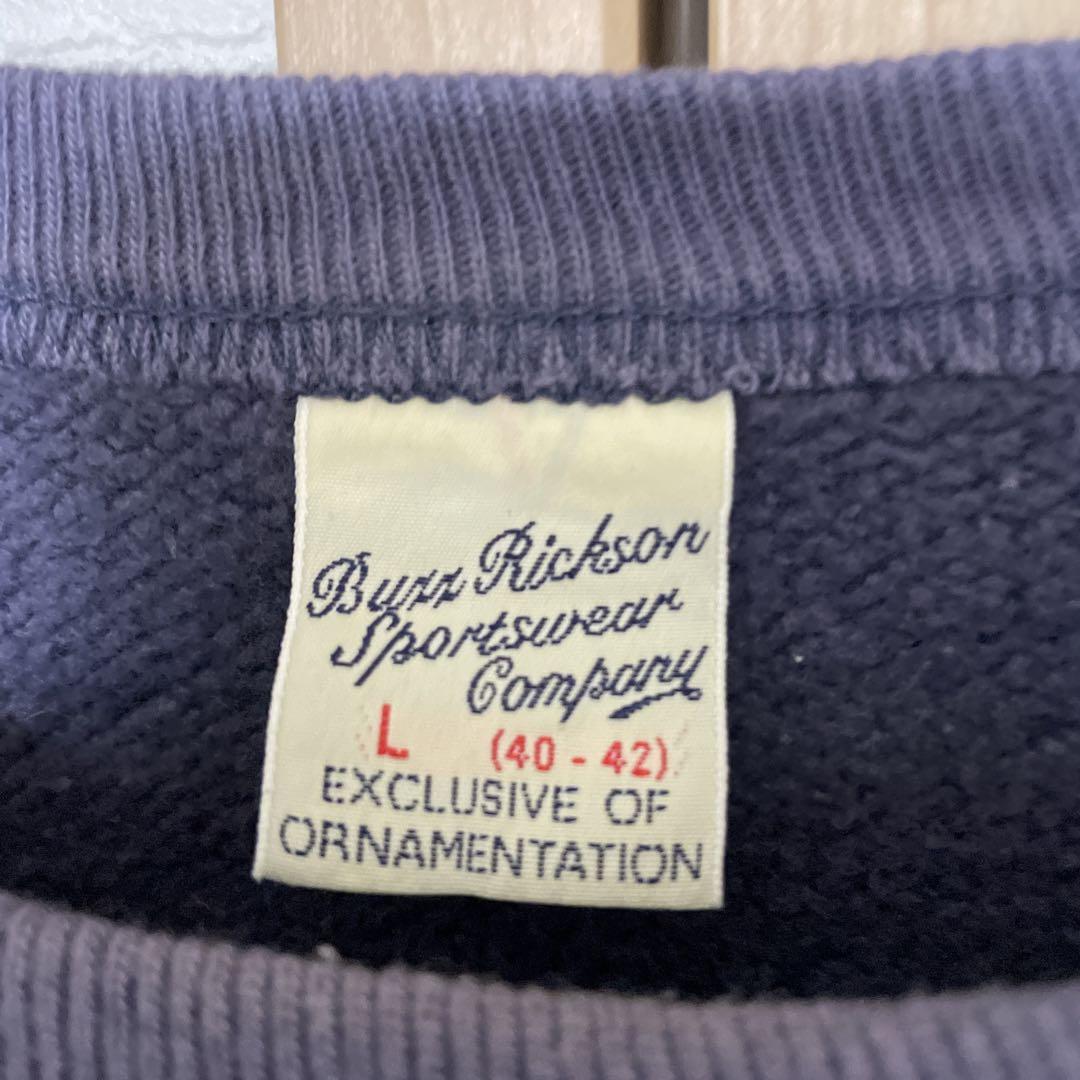 Buzz Rickson
Sportswear
Company
L (40 - 42)
EXCLUSIVE OF
ORNAMENTATION